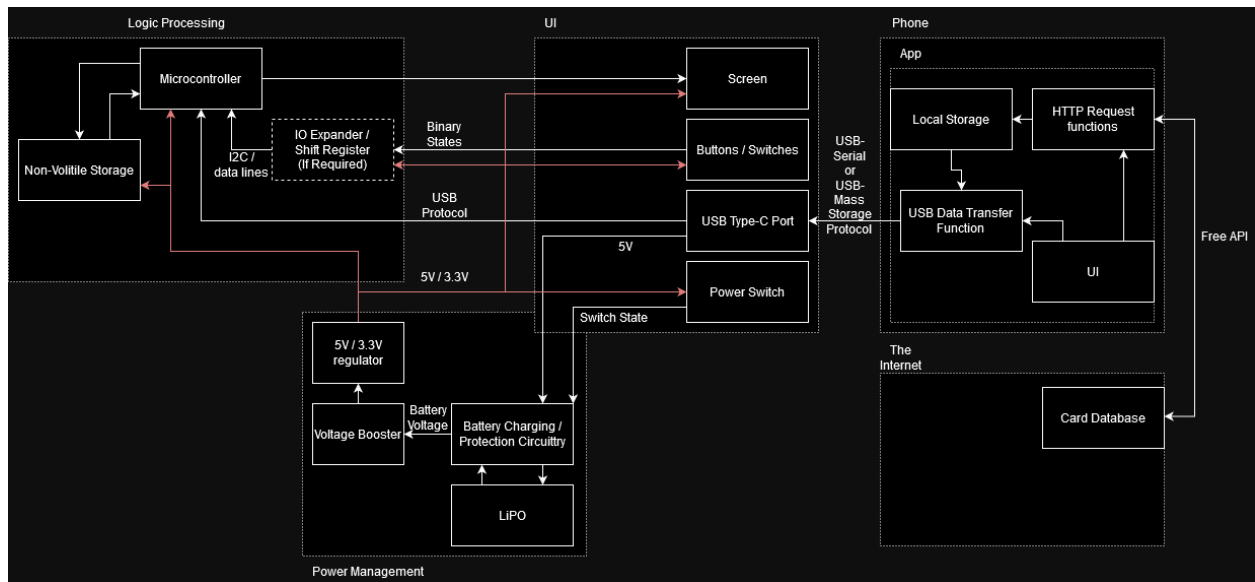 Logic Processing
UI
Phone
App
Microcontroller
Screen
Local Storage
HTTP Request
functions
IO Expander /
Shift Register
(If Required)
Binary
States
Buttons / Switches
USB-
Serial
or
USB-
Mass
Storage
Protocol
I2C /
data lines
Non-Volitile Storage
USB
Protocol
USB Type-C Port
USB Data Transfer
Function
Free API
5V
UI
5V / 3.3V
Power Switch
Switch State
5V / 3.3V
regulator
The
Internet
Battery
Voltage
Voltage Booster
Battery Charging /
Protection Circuittry
Card Database
LiPO
Power Management